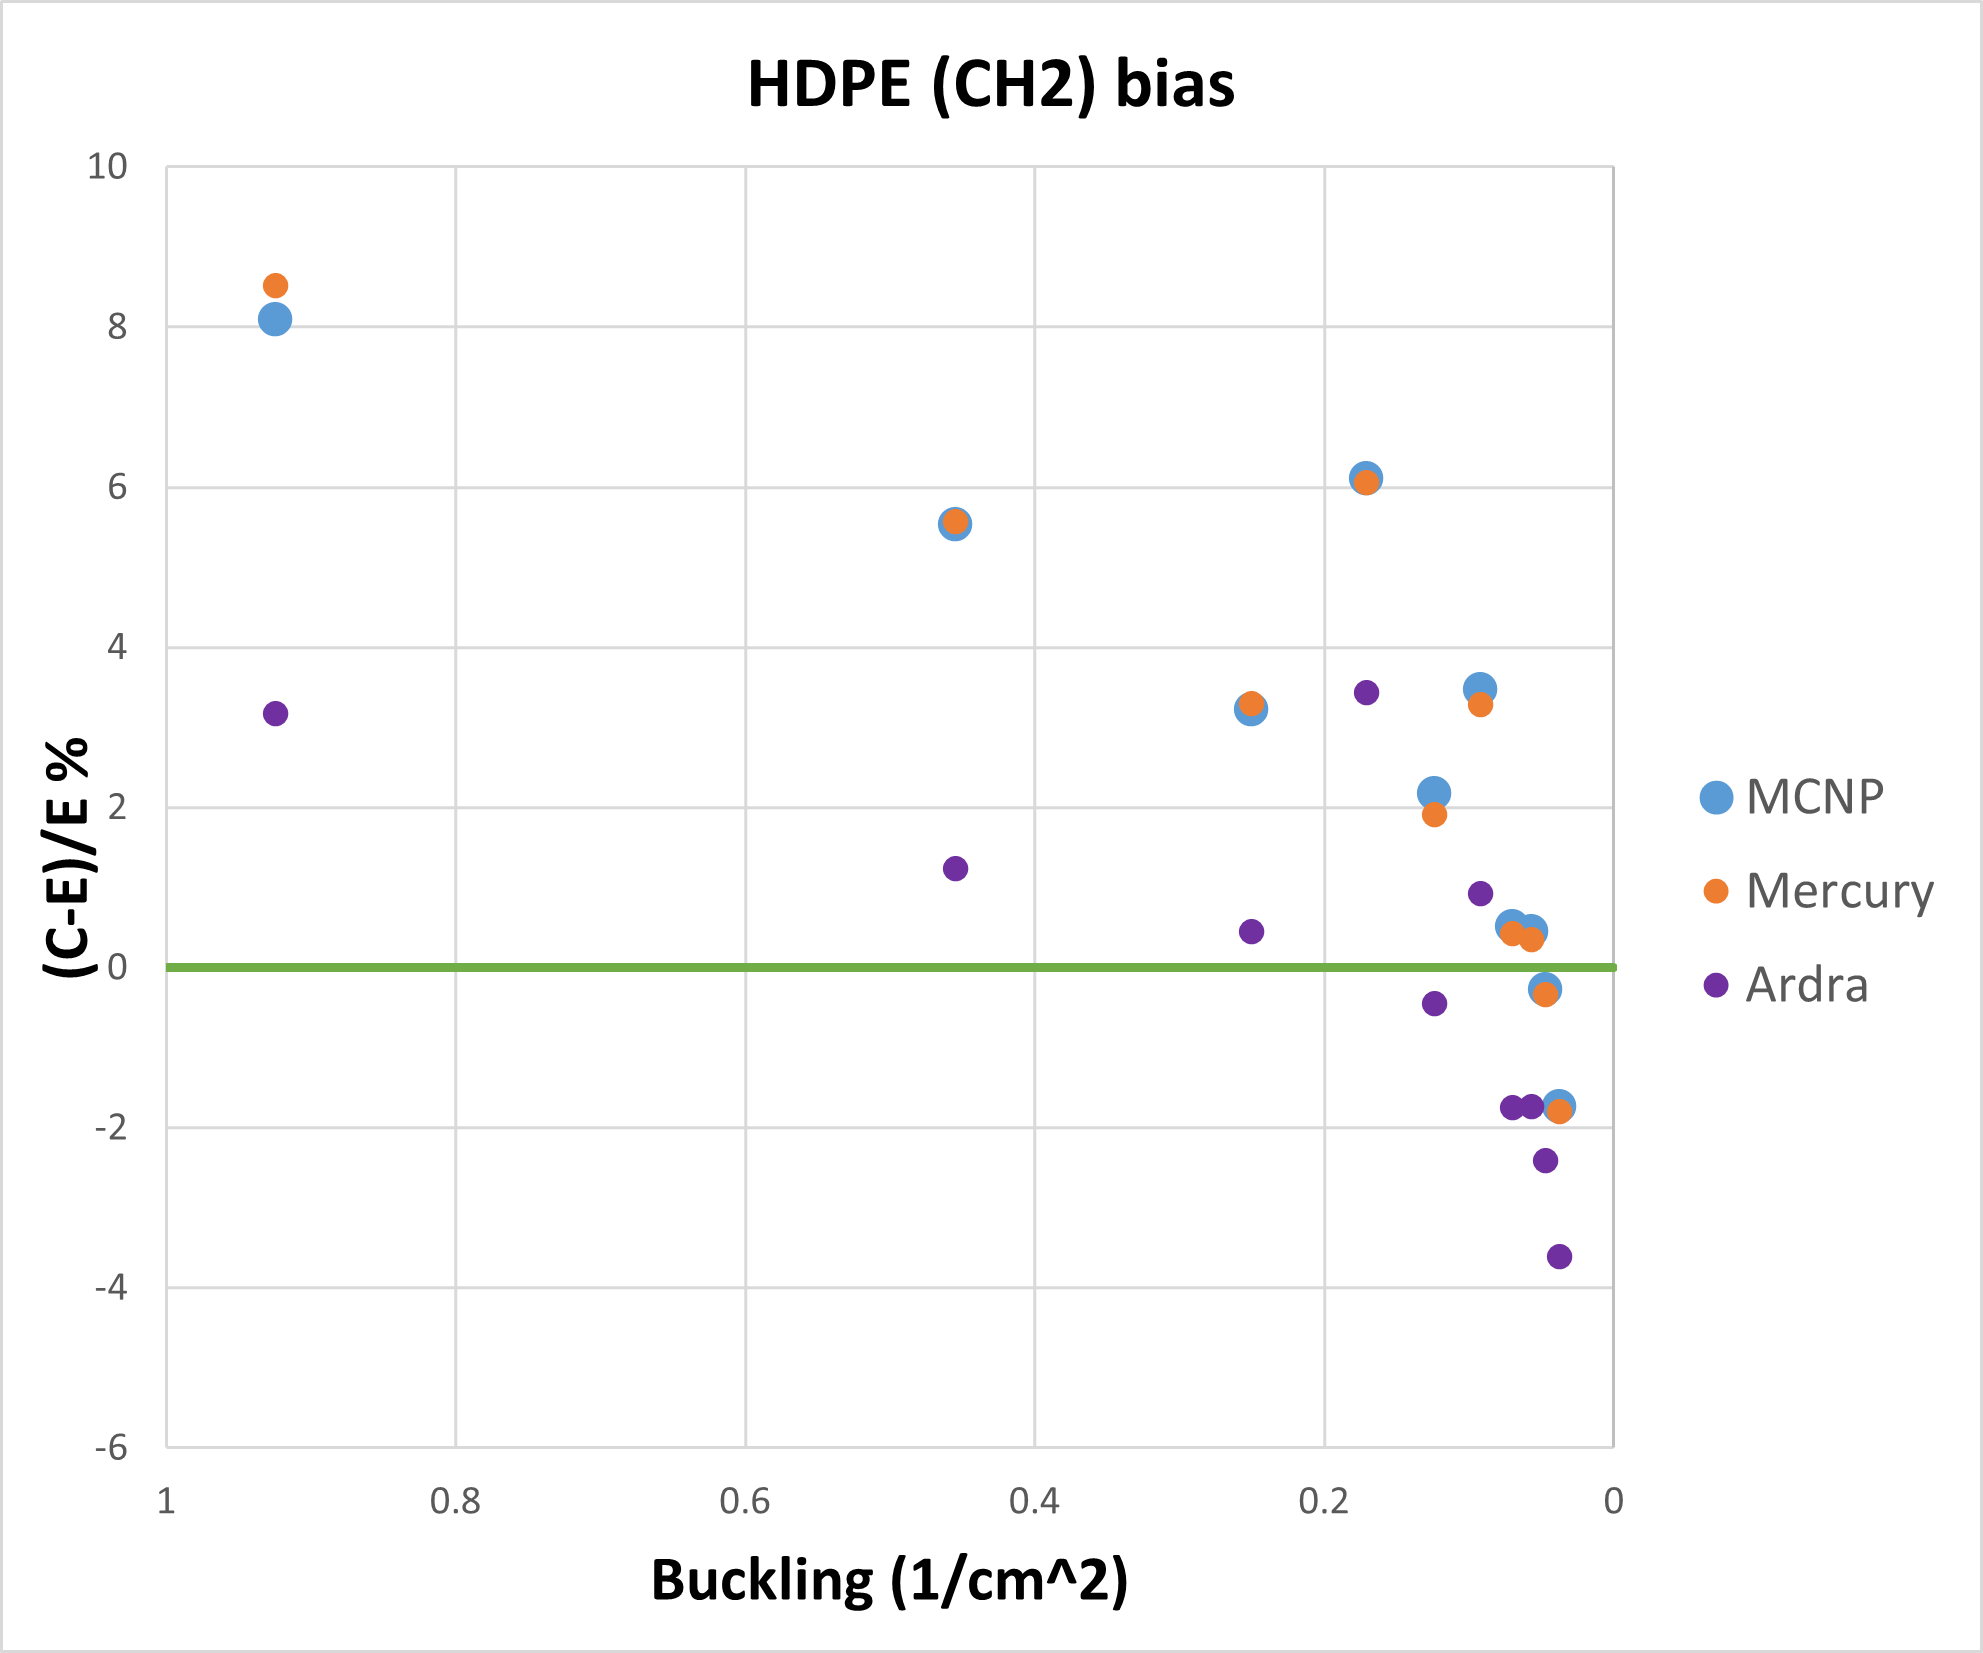 HDPE (CH2) bias
10
8
6
4
2
0
-2
-4
-6
(C-E)/E %
1
0.8
0.6
0.4
0.2
0
Buckling (1/cm^2)
MCNP
Mercury
Ardra